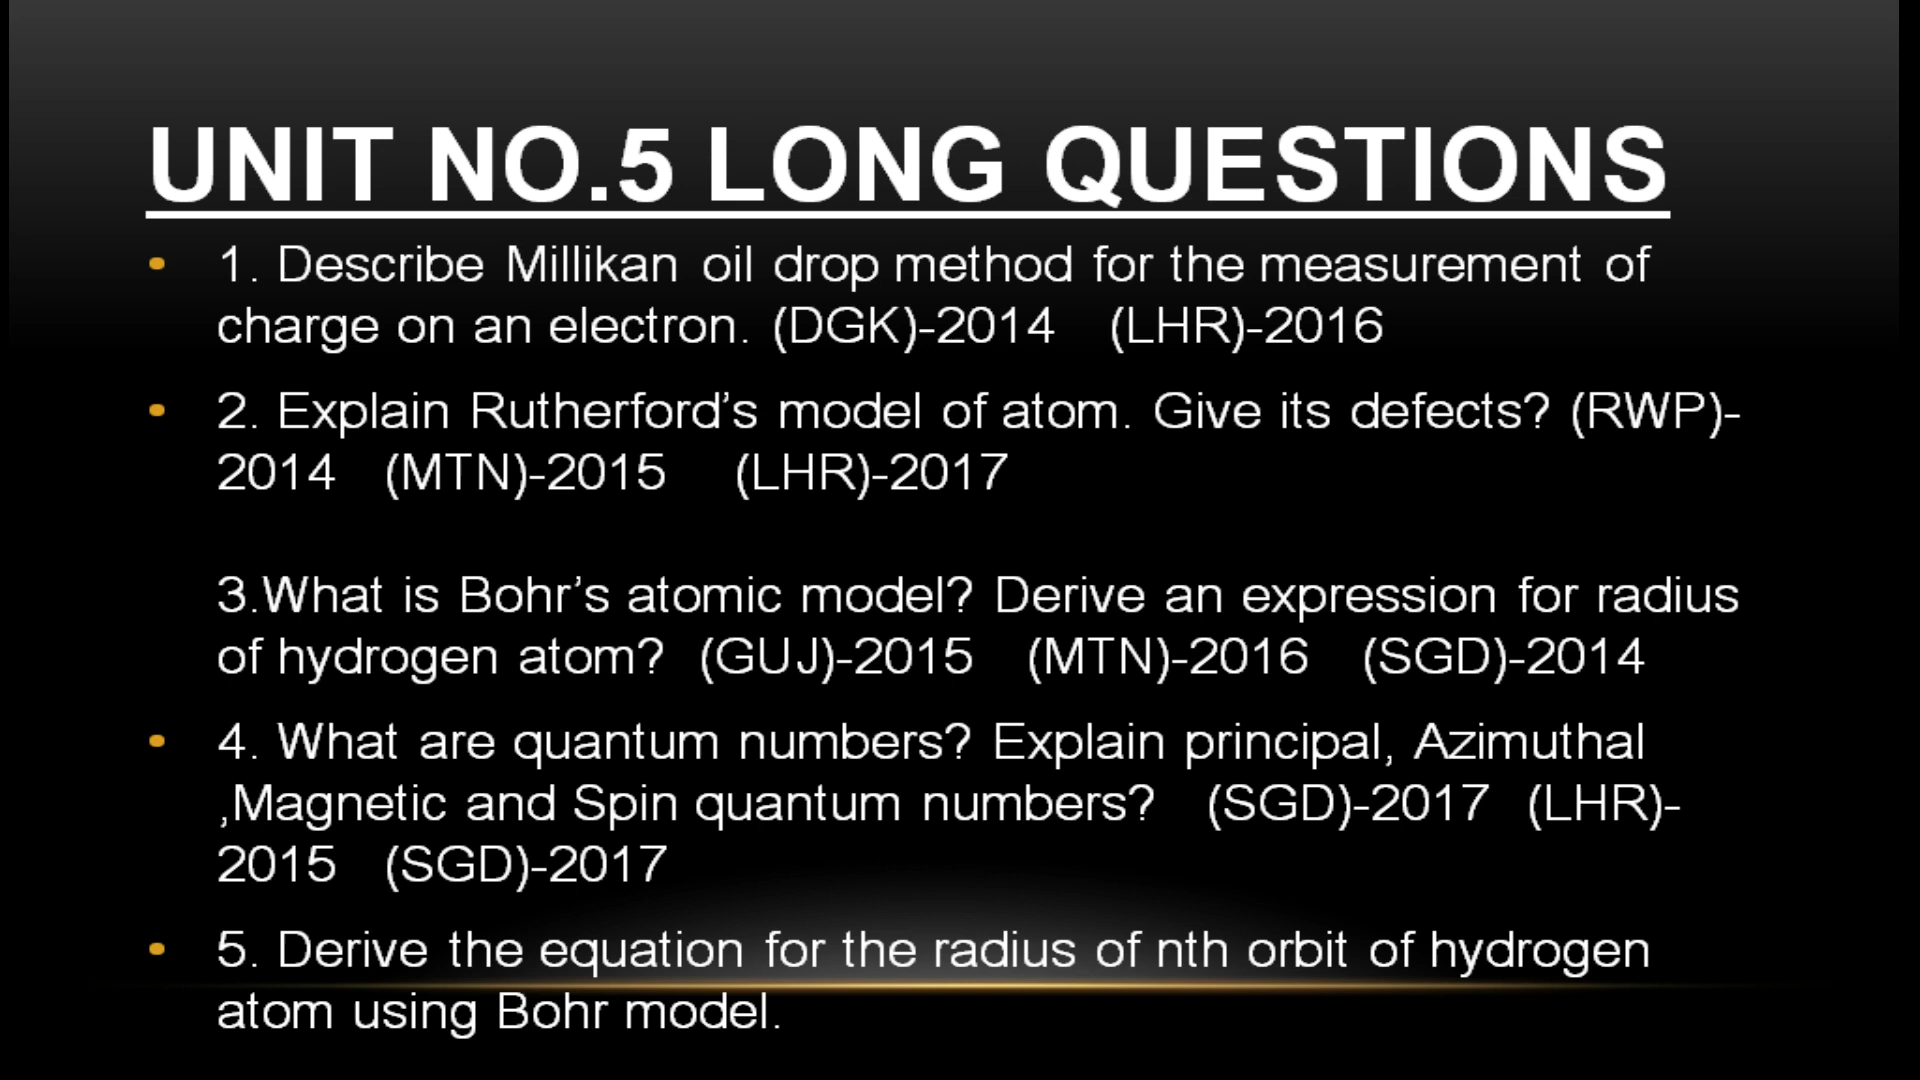 UNIT NO.5 LONG QUESTIONS
• 1. Describe Millikan oil drop method for the measurement of
charge on an electron. (DGK)-2014 (LHR)-2016
• 2. Explain Rutherford’s model of atom. Give its defects? (RWP)-
2014 (MTN)-2015 (LHR)-2017
3.What is Bohr’s atomic model? Derive an expression for radius
of hydrogen atom? (GUJ)-2015 (MTN)-2016 (SGD)-2014
• 4. What are quantum numbers? Explain principal, Azimuthal
,Magnetic and Spin quantum numbers? (SGD)-2017 (LHR)-
2015 (SGD)-2017
• 5. Derive the equation for the radius of nth orbit of hydrogen
atom using Bohr model.